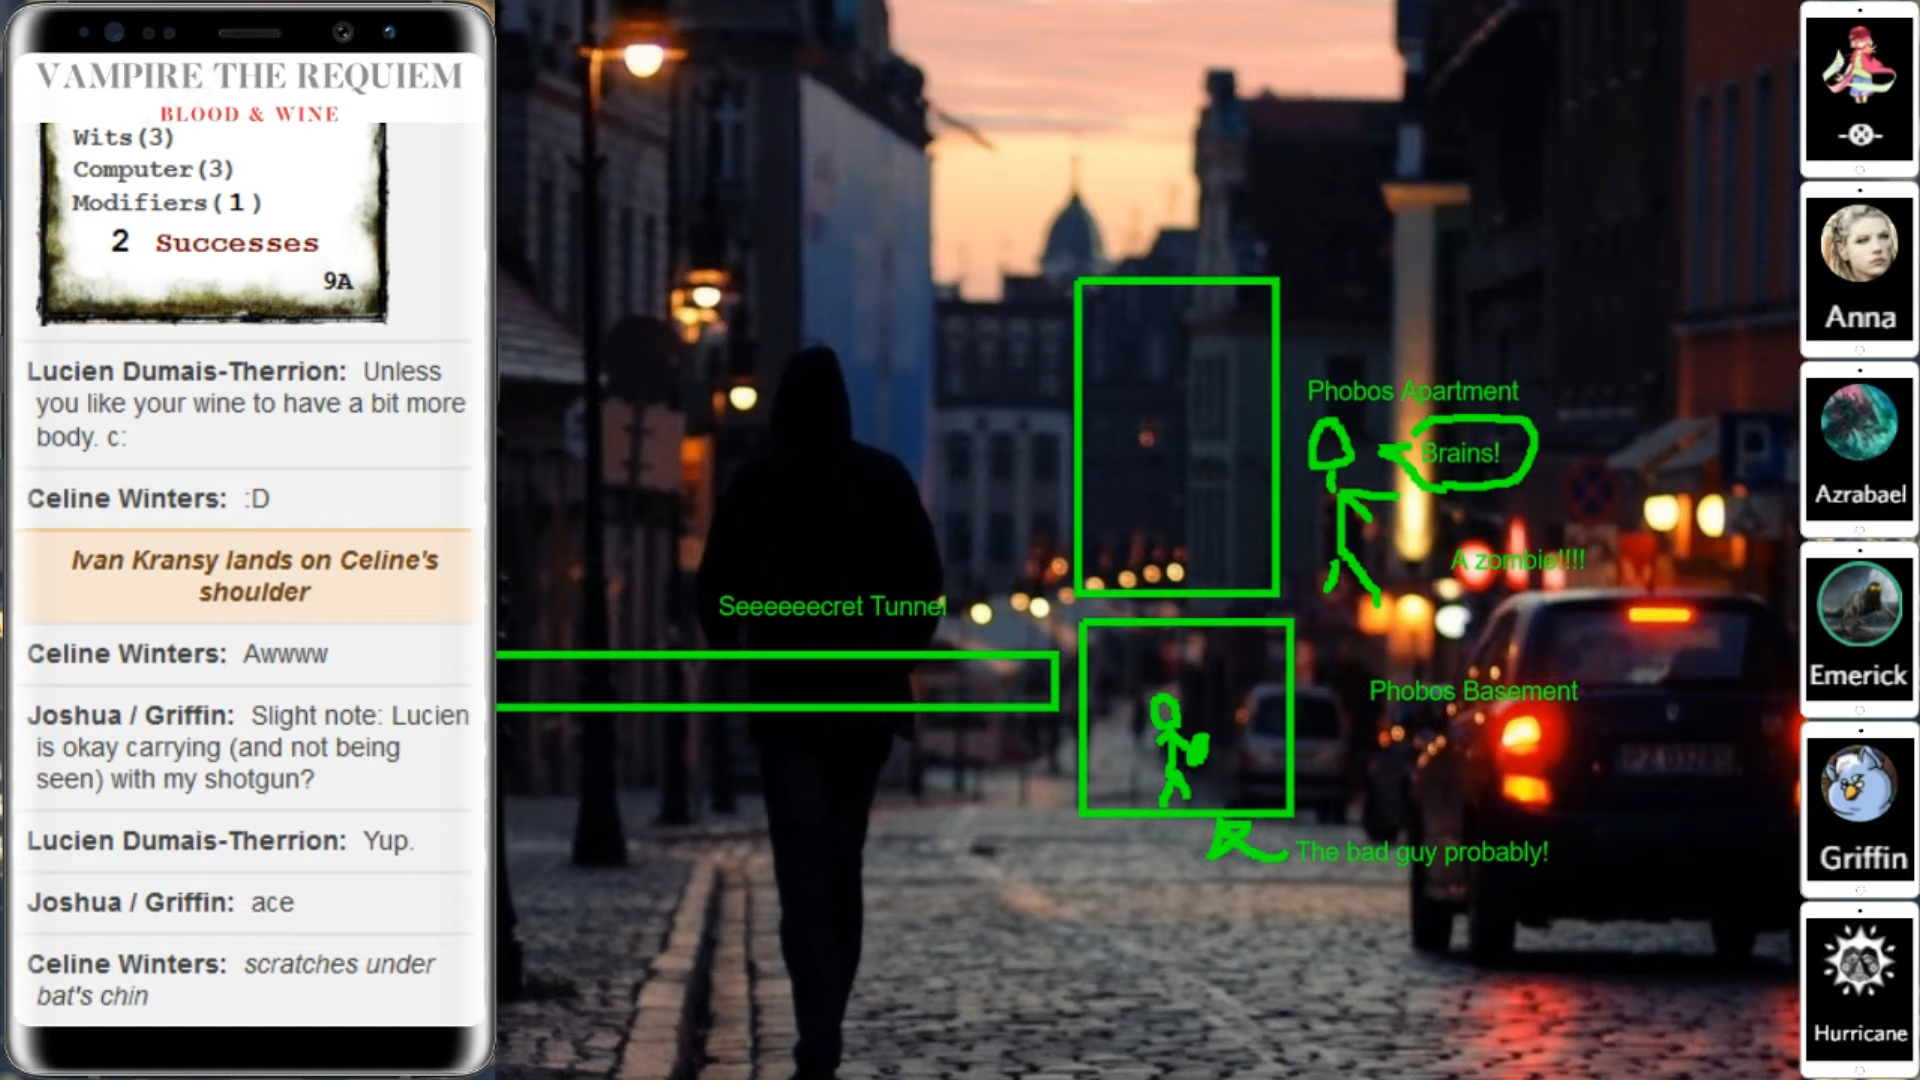 VAMPIRE THE REQUIEM
BLOOD & WINE
Wits(3)
Computer(3)
Modifiers(1)
2 Successes
9A
Lucien Dumais-Therrion: Unless
you like your wine to have a bit more
body. c:
Celine Winters: :D
Ivan Kransy lands on Celine's
shoulder
Celine Winters: Awwww
Joshua / Griffin: Slight note: Lucien
is okay carrying (and not being
seen) with my shotgun?
Lucien Dumais-Therrion: Yup.
Joshua / Griffin: ace
Celine Winters: scratches under
bat's chin
Phobos Apartment
Brains!
A zombie!!!!
Seeeeeecret Tunnel
Phobos Basement
The bad guy probably!
P
Anna
Azrabael
Emerick
Griffin
Hurricane